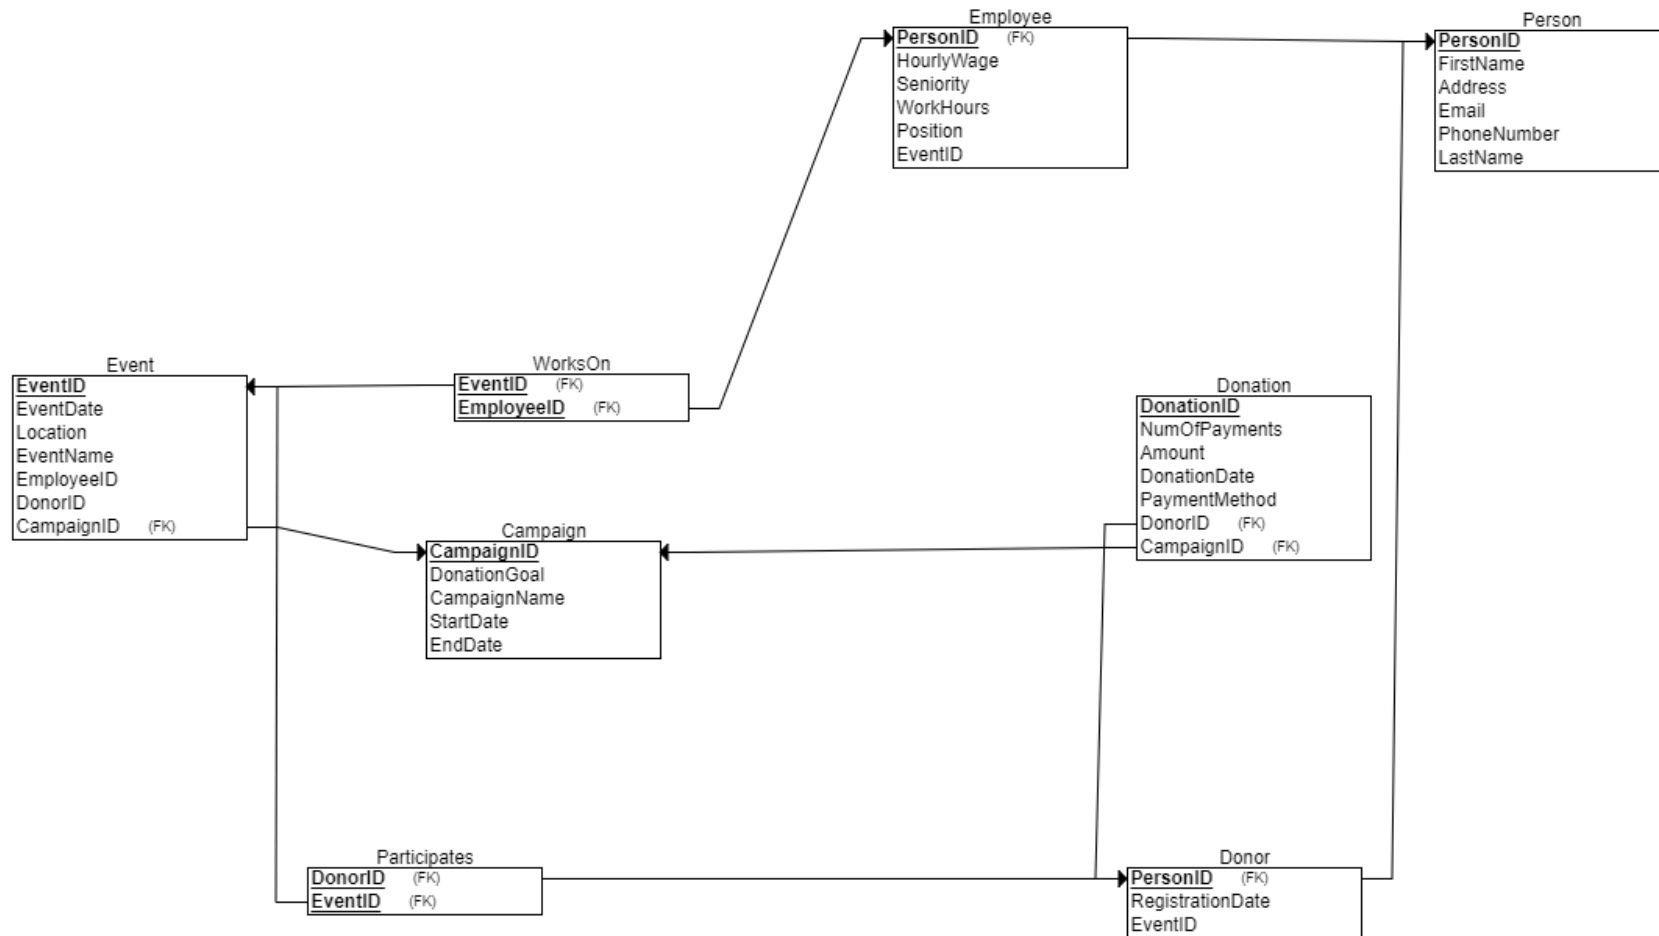 Employee
PersonID (FK)
HourlyWage
Seniority
WorkHours
Position
EventID
Person
PersonID
FirstName
Address
Email
PhoneNumber
LastName
Event
EventID
EventDate
Location
EventName
EmployeeID
DonorID
CampaignID (FK)
WorksOn
EventID (FK)
EmployeeID (FK)
Campaign
CampaignID
DonationGoal
CampaignName
StartDate
EndDate
Donation
DonationID
NumOfPayments
Amount
DonationDate
PaymentMethod
DonorID (FK)
CampaignID (FK)
Participates
DonorID (FK)
EventID (FK)
Donor
PersonID (FK)
RegistrationDate
EventID